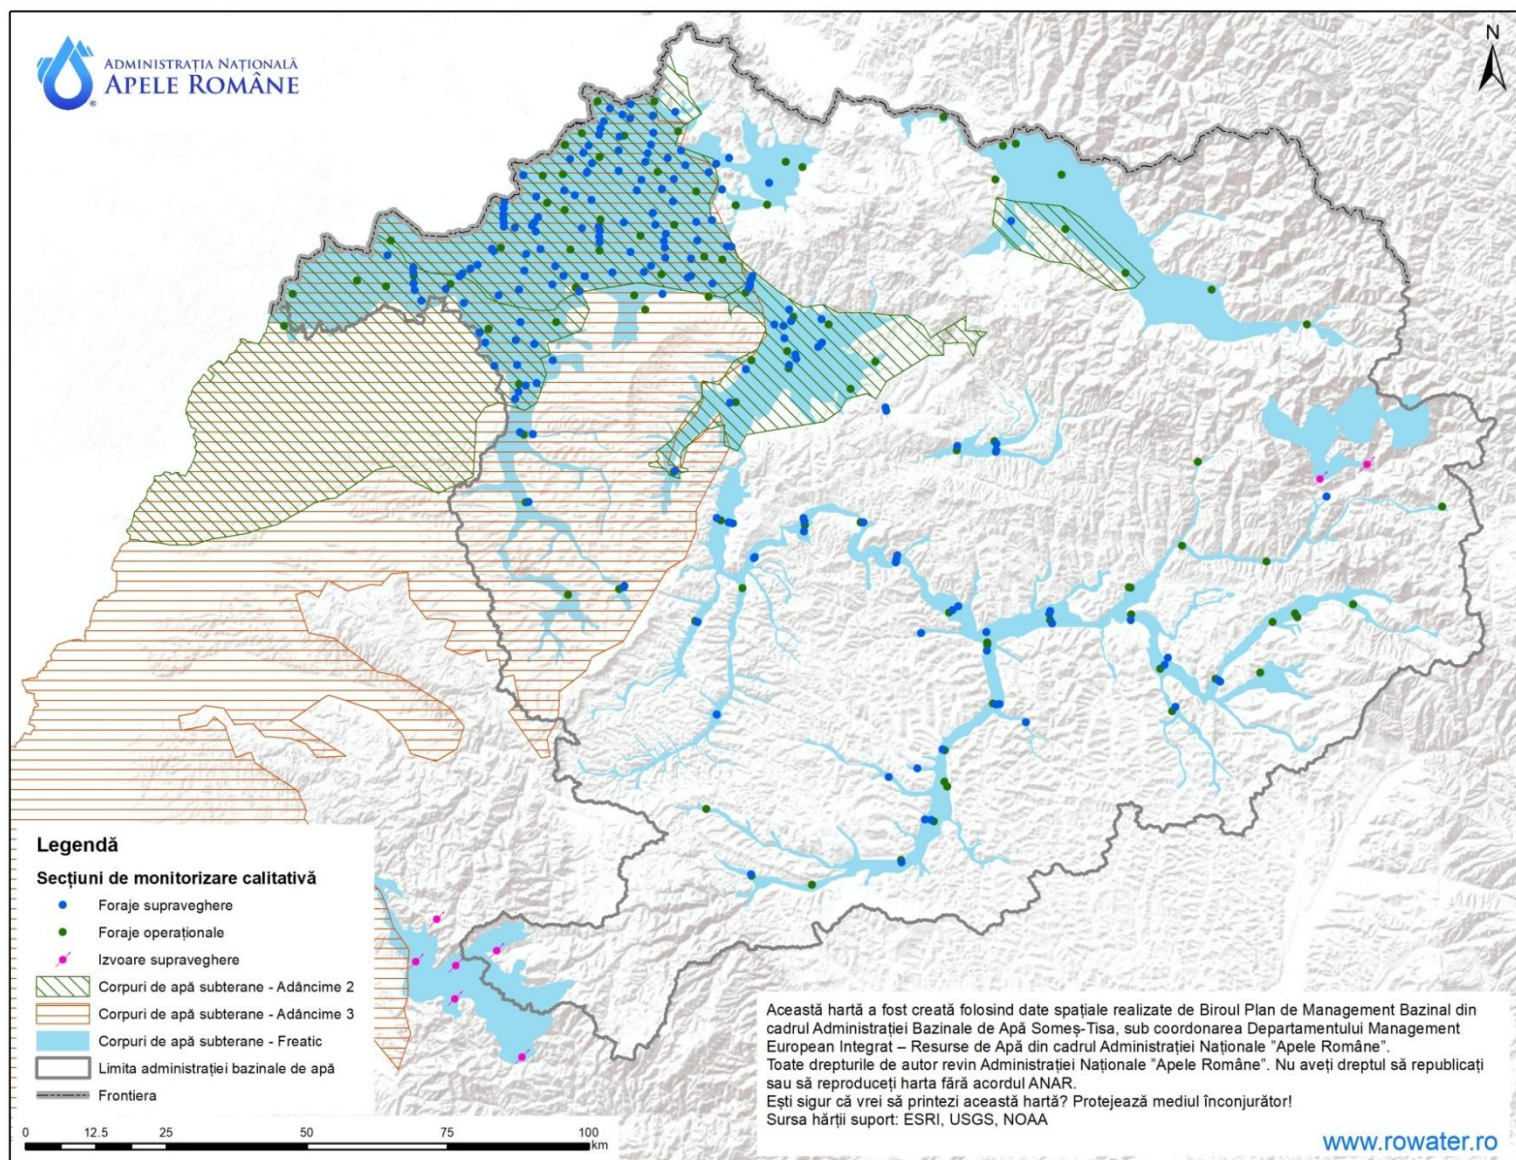 ADMINISTRAȚIA NAȚIONALĂ
APELE ROMÂNE
®
N
Legendă
Secțiuni de monitorizare calitativă
Foraje supraveghere
Foraje operaționale
Izvoare supraveghere
Corpuri de apă subterane - Adâncime 2
Corpuri de apă subterane - Adâncime 3
Corpuri de apă subterane - Freatic
Limita administrației bazinale de apă
Frontiera
0 12.5 25 50 75 100
km
Această hartă a fost creată folosind date spațiale realizate de Biroul Plan de Management Bazinal din
cadrul Administrației Bazinale de Apă Someș-Tisa, sub coordonarea Departamentului Management
European Integrat – Resurse de Apă din cadrul Administrației Naționale "Apele Române".
Toate drepturile de autor revin Administrației Naționale "Apele Române". Nu aveți dreptul să republicați
sau să reproduceți harta fără acordul ANAR.
Ești sigur că vrei să printezi această hartă? Protejează mediul înconjurător!
Sursa hărții suport: ESRI, USGS, NOAA
www.rowater.ro